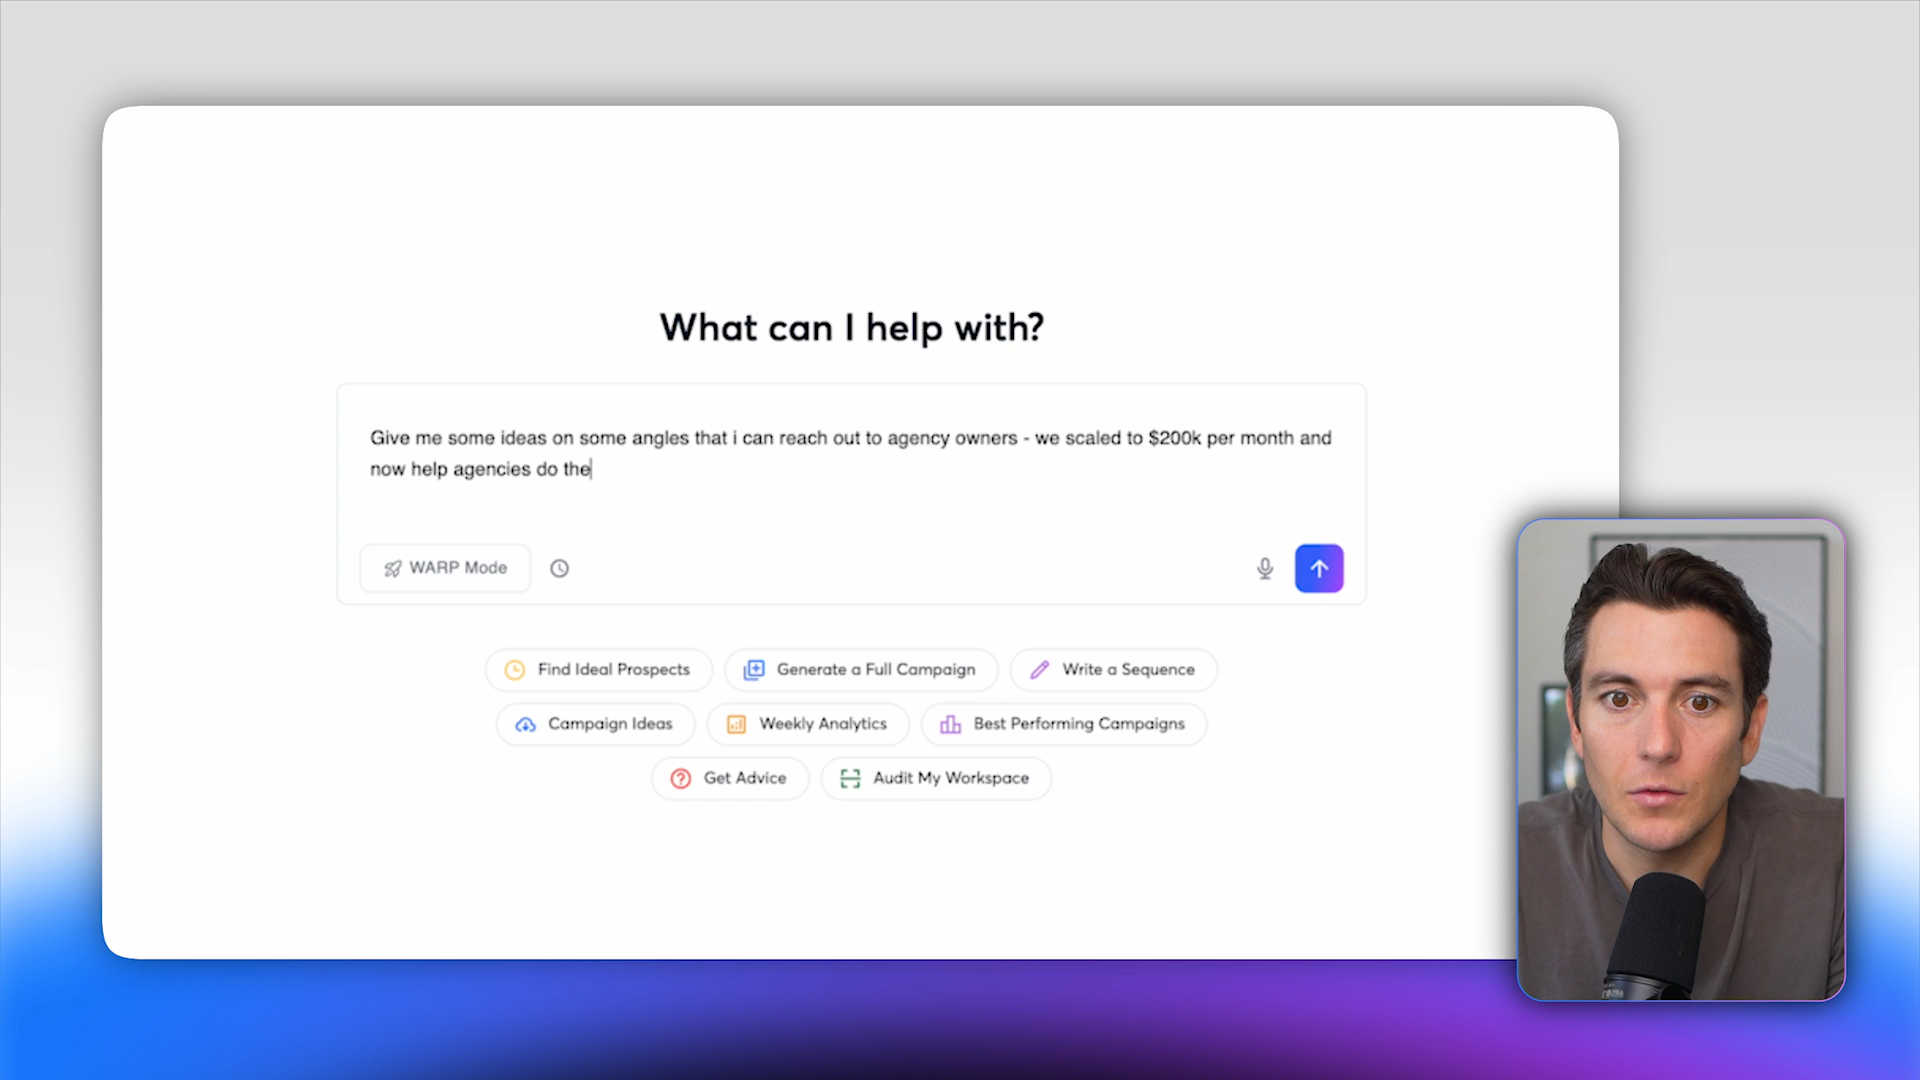 What can I help with?
Give me some ideas on some angles that i can reach out to agency owners - we scaled to $200k per month and
now help agencies do the
WARP Mode
Find Ideal Prospects
Generate a Full Campaign
Write a Sequence
Campaign Ideas
Weekly Analytics
Best Performing Campaigns
Get Advice
Audit My Workspace